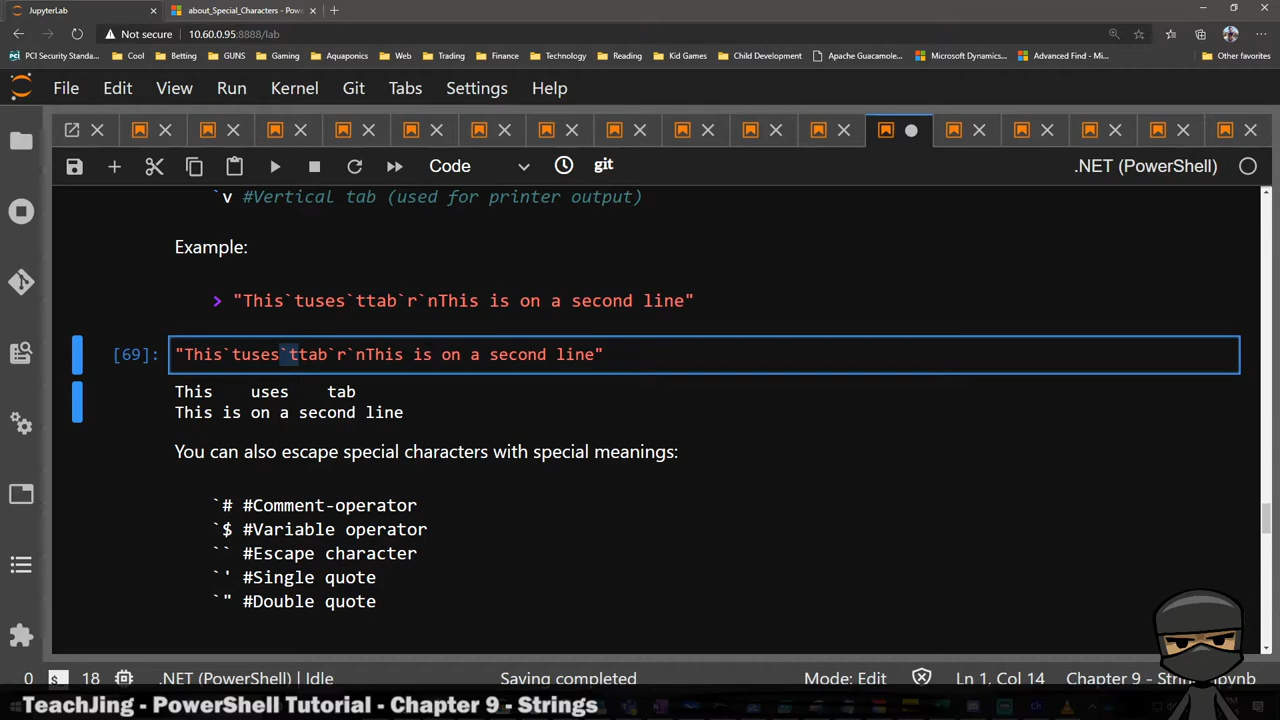 JupyterLab
about_Special_Characters - Powe
Not secure 10.60.0.95:8888/lab
PCI Security Standa...
Cool
Betting
GUNS
Gaming
Aquaponics
Web
Trading
Finance
Technology
Reading
Kid Games
Child Development
Apache Guacamole...
Microsoft Dynamics...
Advanced Find - Mi...
Other favorites
File Edit View Run Kernel Git Tabs Settings Help
Code git .NET (PowerShell)
`v #Vertical tab (used for printer output)
Example:
> "This`tuses`ttab`r`nThis is on a second line"
[69]: "This`tuses`ttab`r`nThis is on a second line"
This uses tab
This is on a second line
You can also escape special characters with special meanings:
`# #Comment-operator
`$ #Variable operator
`` #Escape character
`' #Single quote
`" #Double quote
0 $_ 18 .NET (PowerShell) | Idle Saving completed Mode: Edit Ln 1, Col 14 Chapter 9 - Str ynb
TeachJing - PowerShell Tutorial - Chapter 9 - Strings